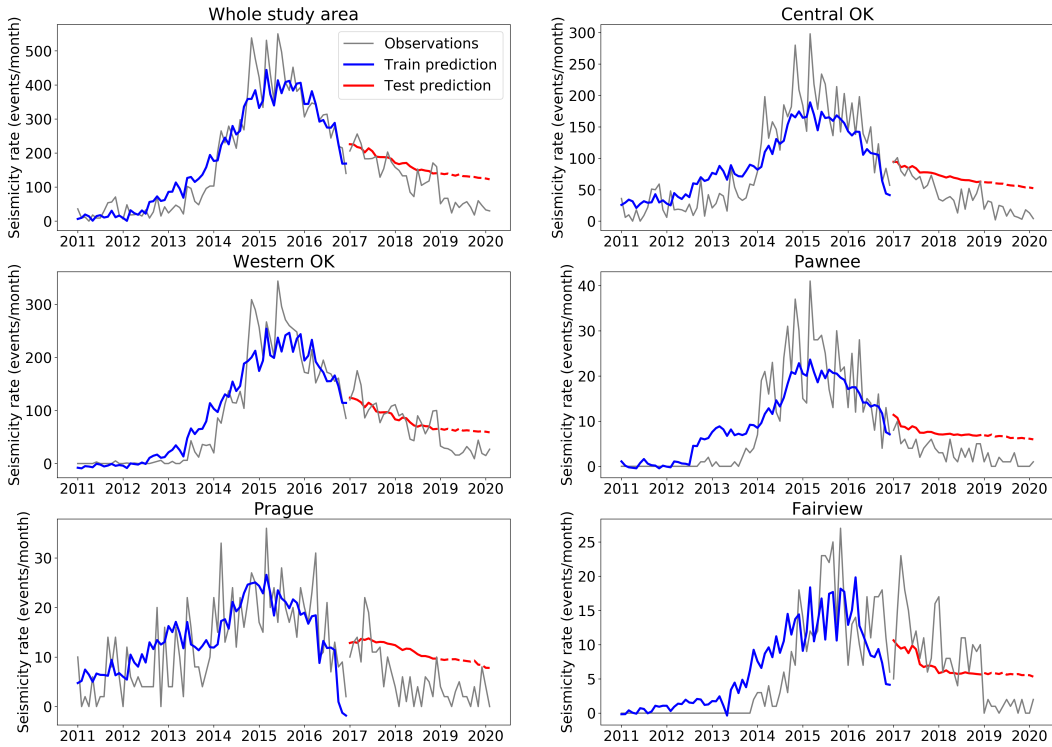 Whole study area
Seismicity rate (events/month)
500
400
300
200
100
0
Observations
Train prediction
Test prediction
2011 2012 2013 2014 2015 2016 2017 2018 2019 2020
Central OK
Seismicity rate (events/month)
300
250
200
150
100
50
0
2011 2012 2013 2014 2015 2016 2017 2018 2019 2020
Western OK
Seismicity rate (events/month)
300
200
100
0
2011 2012 2013 2014 2015 2016 2017 2018 2019 2020
Pawnee
Seismicity rate (events/month)
40
30
20
10
0
2011 2012 2013 2014 2015 2016 2017 2018 2019 2020
Prague
Seismicity rate (events/month)
30
20
10
0
2011 2012 2013 2014 2015 2016 2017 2018 2019 2020
Fairview
Seismicity rate (events/month)
25
20
15
10
5
0
2011 2012 2013 2014 2015 2016 2017 2018 2019 2020